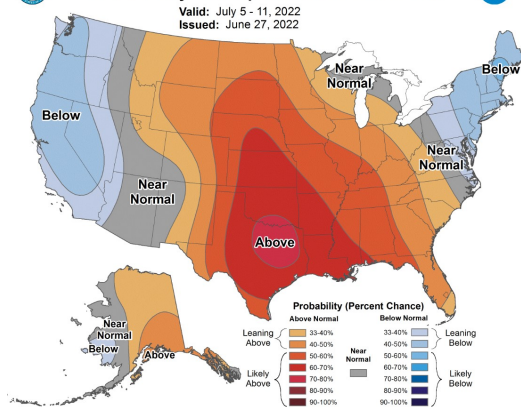 Valid: July 5 - 11, 2022
Issued: June 27, 2022
Near
Normal
Below
Below
Near
Normal
Near
Normal
Above
Near
Normal
Below
Above
Probability (Percent Chance)
Above Normal
Below Normal
Leaning
Above
33-40%
33-40%
Leaning
Below
40-50%
40-50%
Near
Normal
Likely
Above
50-60%
50-60%
Likely
Below
60-70%
60-70%
70-80%
70-80%
80-90%
80-90%
90-100%
90-100%